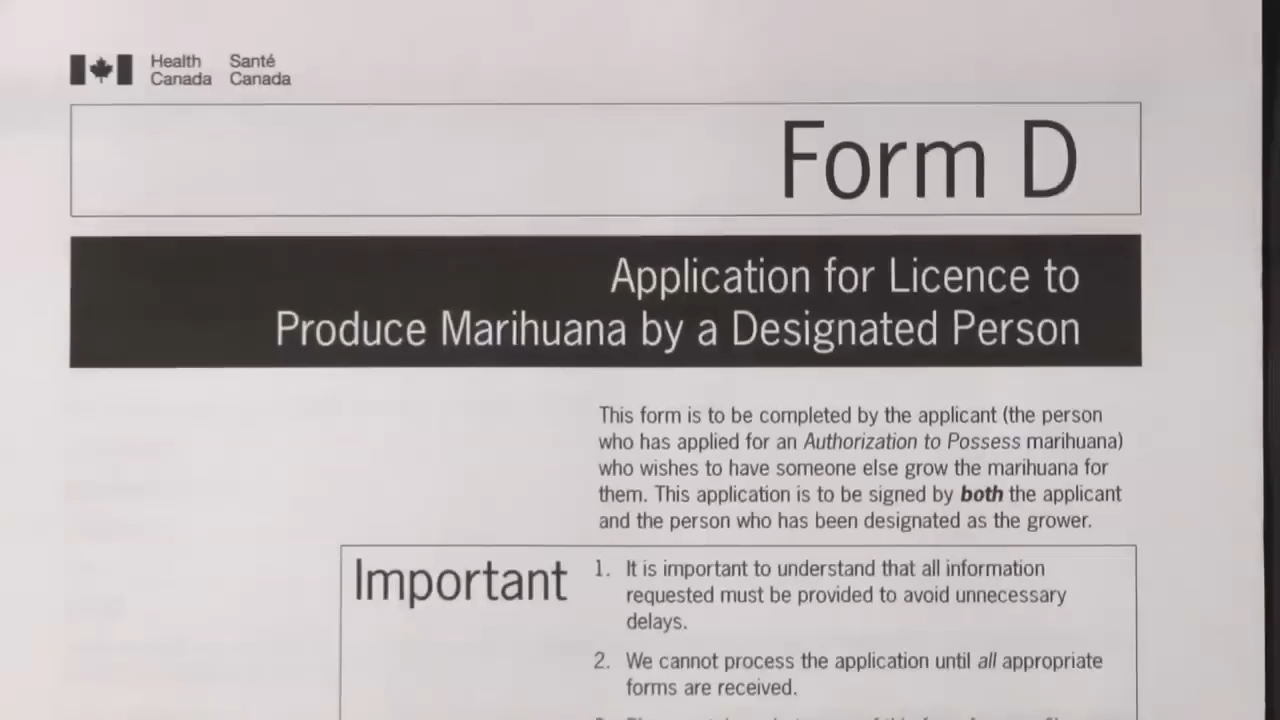 Health Santé
Canada Canada
Form D
Application for Licence to
Produce Marihuana by a Designated Person
This form is to be completed by the applicant (the person
who has applied for an Authorization to Possess marihuana)
who wishes to have someone else grow the marihuana for
them. This application is to be signed by both the applicant
and the person who has been designated as the grower.
Important
1. It is important to understand that all information
requested must be provided to avoid unnecessary
delays.
2. We cannot process the application until all appropriate
forms are received.